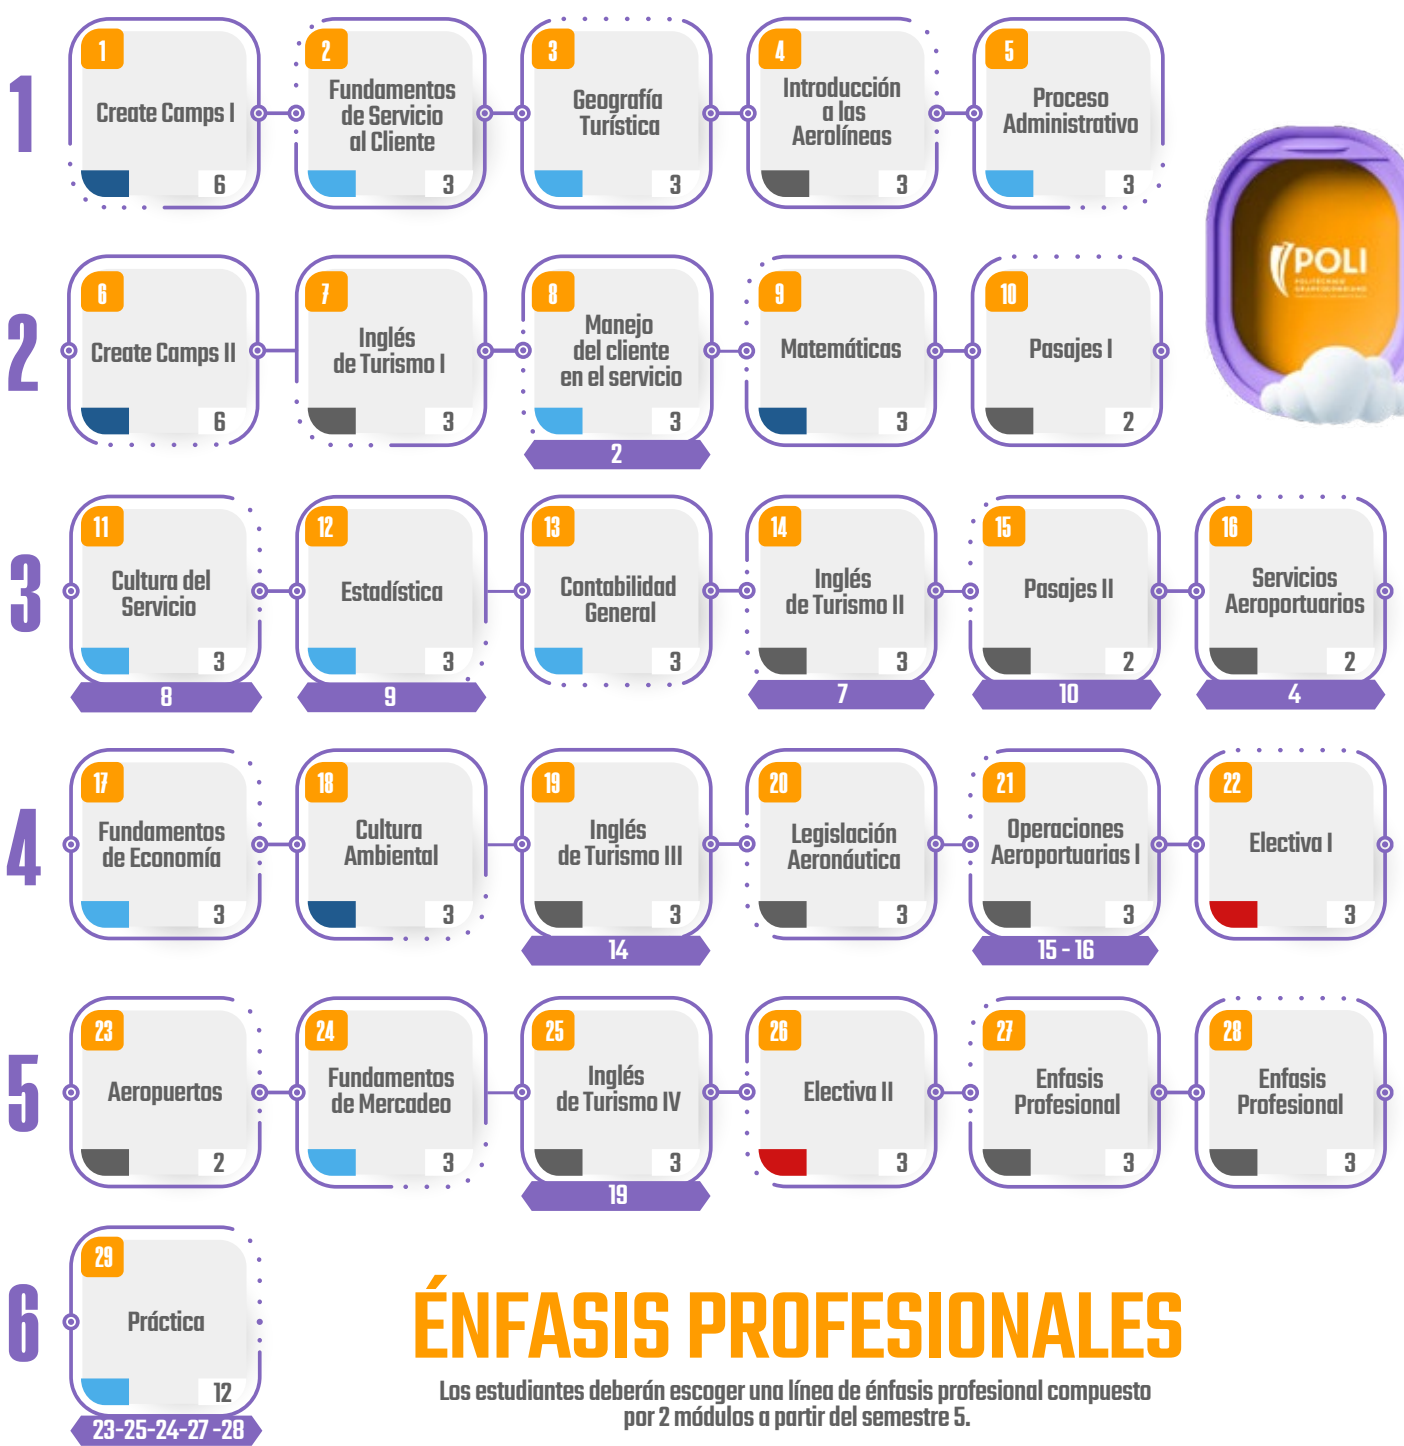 1
1
Create Camps I
6
2
Fundamentos
de Servicio
al Cliente
3
3
Geografía
Turística
3
4
Introducción
a las
Aerolíneas
3
5
Proceso
Administrativo
3
POLI
POLITÉCNICO
GRANCOLOMBIANO
2
6
Create Camps II
6
7
Inglés
de Turismo I
3
8
Manejo
del cliente
en el servicio
3
2
9
Matemáticas
3
10
Pasajes I
2
3
11
Cultura del
Servicio
3
8
12
Estadística
3
9
13
Contabilidad
General
3
14
Inglés
de Turismo II
3
7
15
Pasajes II
2
10
16
Servicios
Aeroportuarios
2
4
4
17
Fundamentos
de Economía
3
18
Cultura
Ambiental
3
19
Inglés
de Turismo III
3
14
20
Legislación
Aeronáutica
3
21
Operaciones
Aeroportuarias I
3
15 - 16
22
Electiva I
3
5
23
Aeropuertos
2
24
Fundamentos
de Mercadeo
3
25
Inglés
de Turismo IV
3
19
26
Electiva II
3
27
Enfasis
Profesional
3
28
Enfasis
Profesional
3
6
29
Práctica
12
23-25-24-27 -28
ÉNFASIS PROFESIONALES
Los estudiantes deberán escoger una línea de énfasis profesional compuesto
por 2 módulos a partir del semestre 5.